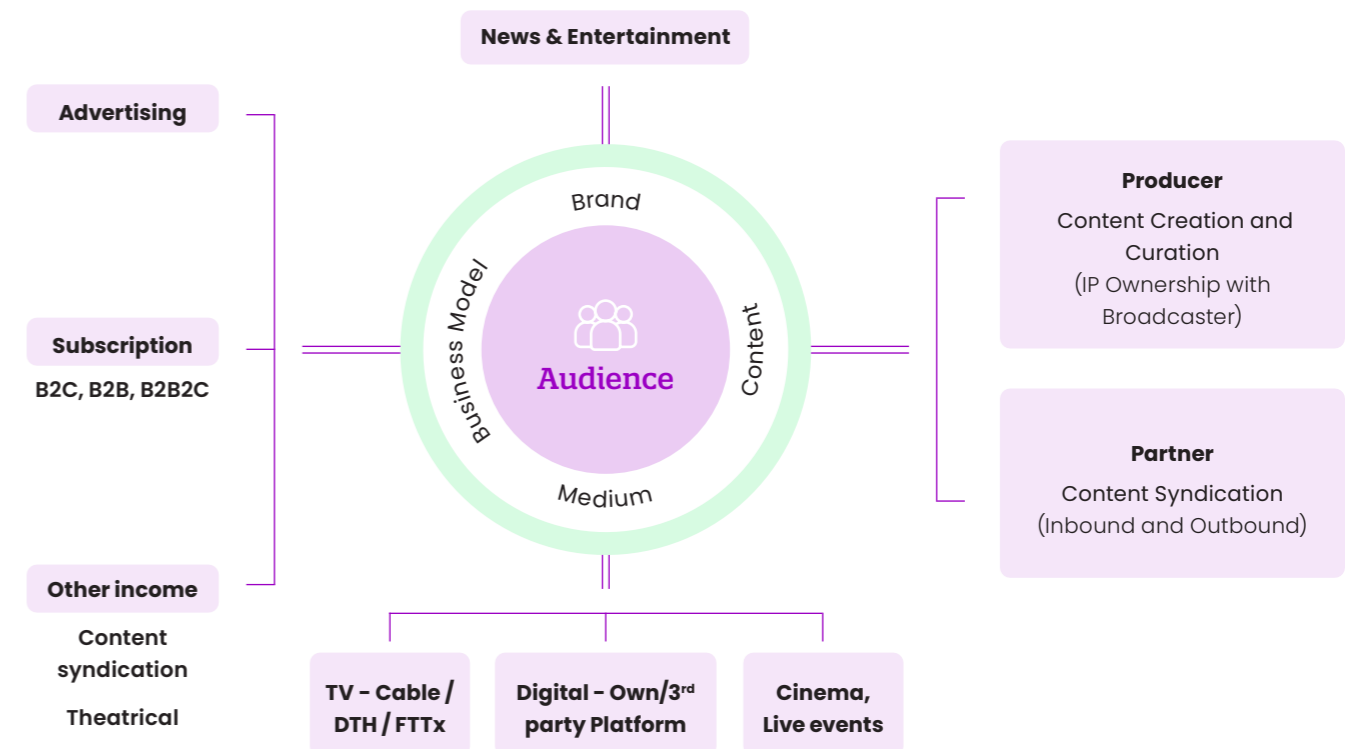 News & Entertainment
Advertising
Subscription
B2C, B2B, B2B2C
Other income
Content
syndication
Theatrical
Brand
Business Model
Content
Medium
Audience
Producer
Content Creation and
Curation
(IP Ownership with
Broadcaster)
Partner
Content Syndication
(Inbound and Outbound)
TV - Cable /
DTH / FTTx
Digital - Own/3rd
party Platform
Cinema,
Live events